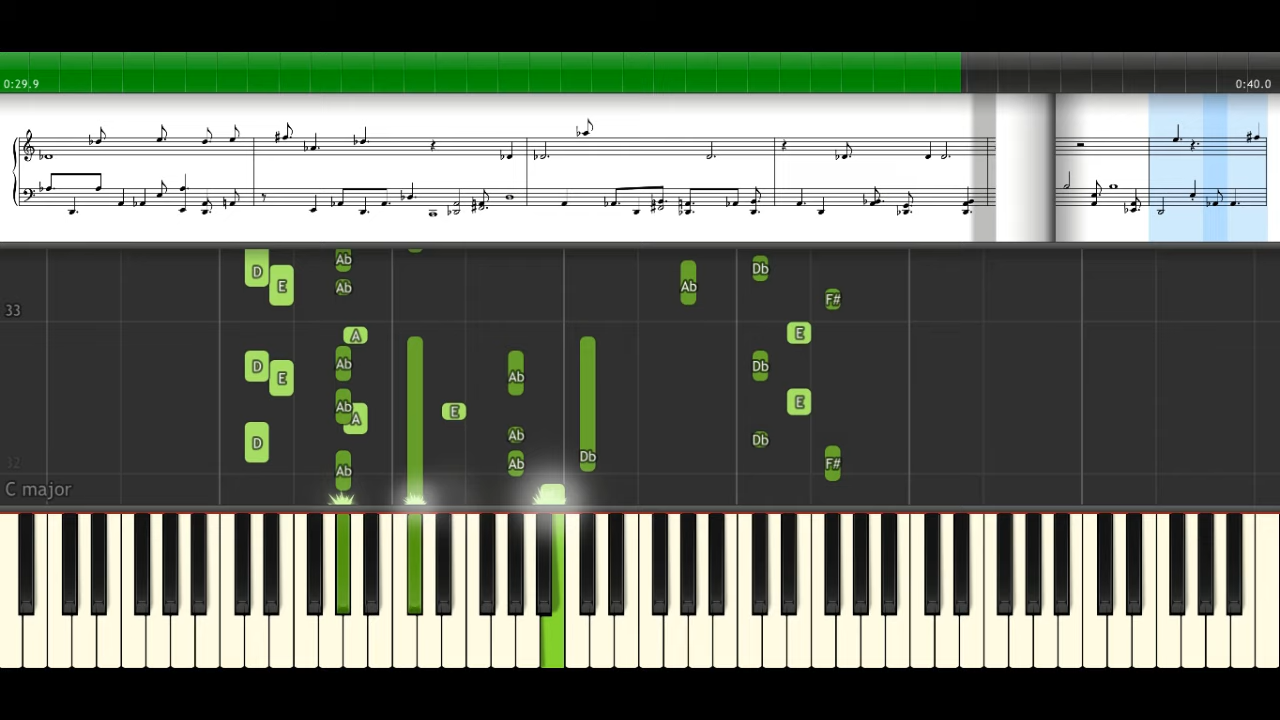 0:29.9 0:40.0
Ab Db
D E Ab Ab F#
33
A E
D E Ab Ab Db
Ab A E E
D Ab Db
Ab Ab Db F#
32
C major